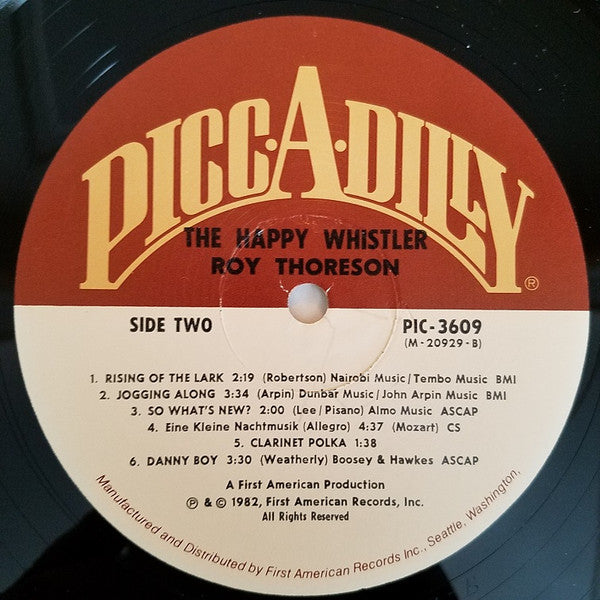 PICC·A·DILLY
®
THE HAPPY WHiSTLER
ROY THORESON
SIDE TWO
PIC-3609
(M-20929-B)
1. RISING OF THE LARK 2:19 (Robertson) Nairobi Music/Tembo Music BMI
2. JOGGING ALONG 3:34 (Arpin) Dunbar Music/John Arpin Music BMI
3. SO WHAT'S NEW? 2:00 (Lee/Pisano) Almo Music ASCAP
4. Eine Kleine Nachtmusik (Allegro) 4:37 (Mozart) CS
5. CLARINET POLKA 1:38
6. DANNY BOY 3:30 (Weatherly) Boosey & Hawkes ASCAP
A First American Production
℗ & © 1982, First American Records, Inc.
All Rights Reserved
Manufactured and Distributed by First American Records Inc., Seattle, Washington,